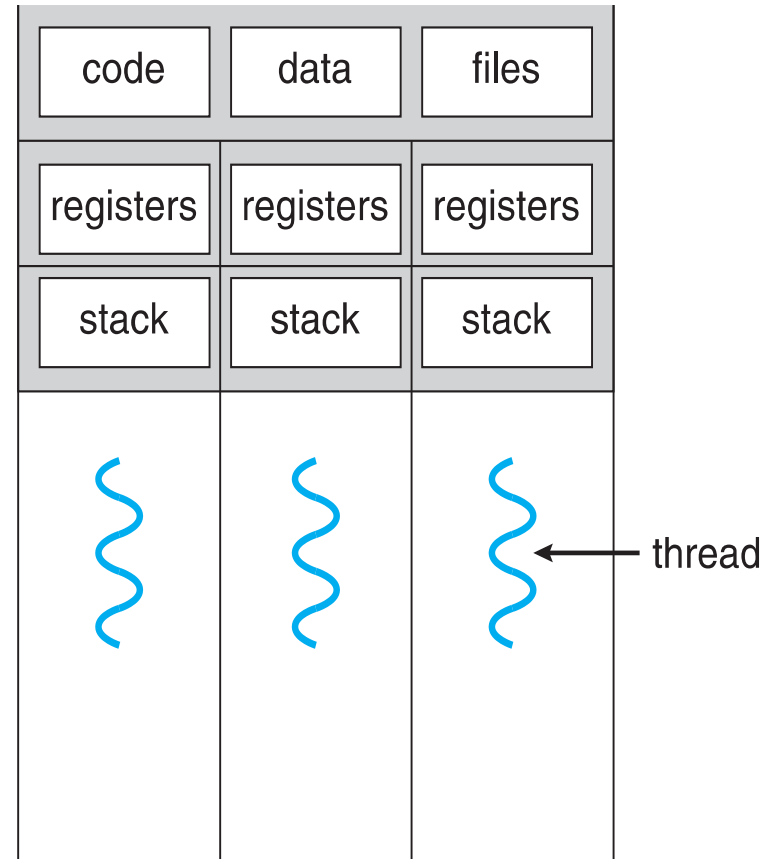 code data files
registers registers registers
stack stack stack
thread